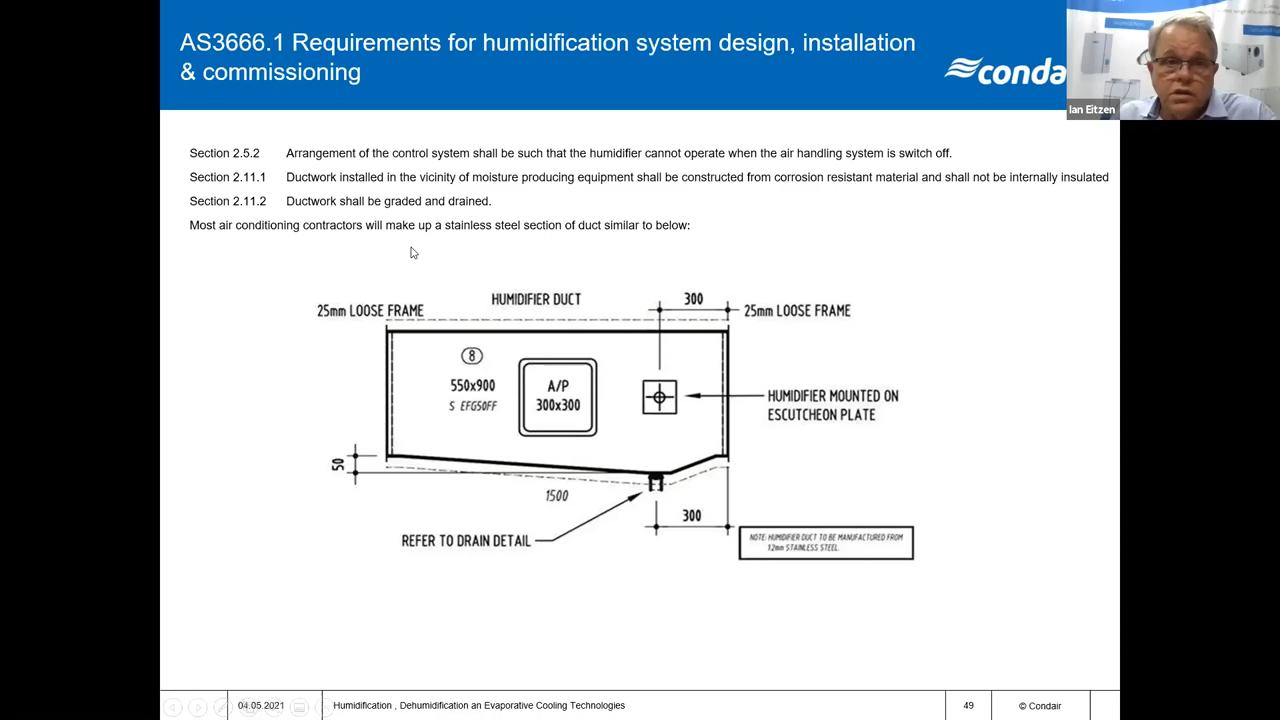 AS3666.1 Requirements for humidification system design, installation
& commissioning
condair
Ian Eitzen
Section 2.5.2 Arrangement of the control system shall be such that the humidifier cannot operate when the air handling system is switch off.
Section 2.11.1 Ductwork installed in the vicinity of moisture producing equipment shall be constructed from corrosion resistant material and shall not be internally insulated
Section 2.11.2 Ductwork shall be graded and drained.
Most air conditioning contractors will make up a stainless steel section of duct similar to below:
HUMIDIFIER DUCT
300
25mm LOOSE FRAME
25mm LOOSE FRAME
8
550x900
S EFG50FF
A/P
300x300
HUMIDIFIER MOUNTED ON
ESCUTCHEON PLATE
50
1500
300
REFER TO DRAIN DETAIL
NOTE: HUMIDIFIER DUCT TO BE MANUFACTURED FROM
12mm STAINLESS STEEL.
04.05.2021
Humidification , Dehumidification an Evaporative Cooling Technologies
49
© Condair